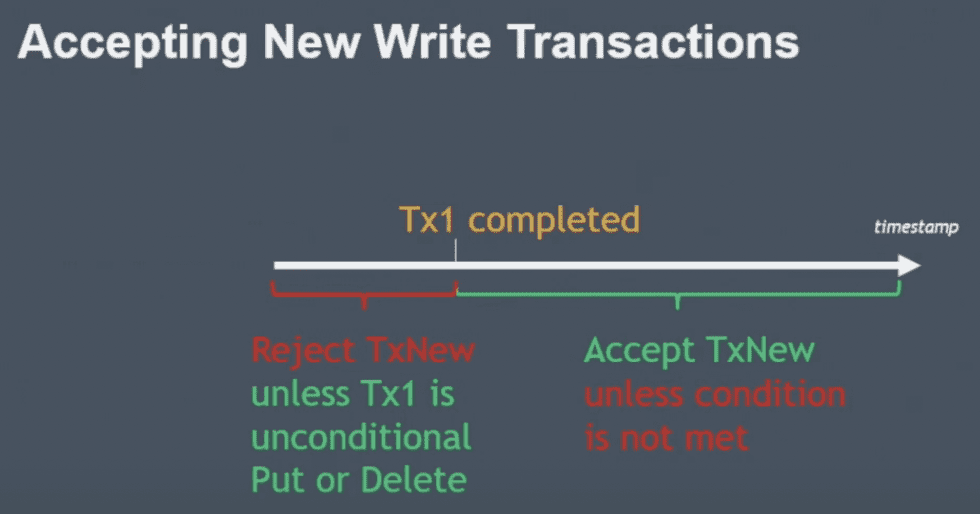 Accepting New Write Transactions
Tx1 completed
timestamp
Reject TxNew
unless Tx1 is
unconditional
Put or Delete
Accept TxNew
unless condition
is not met